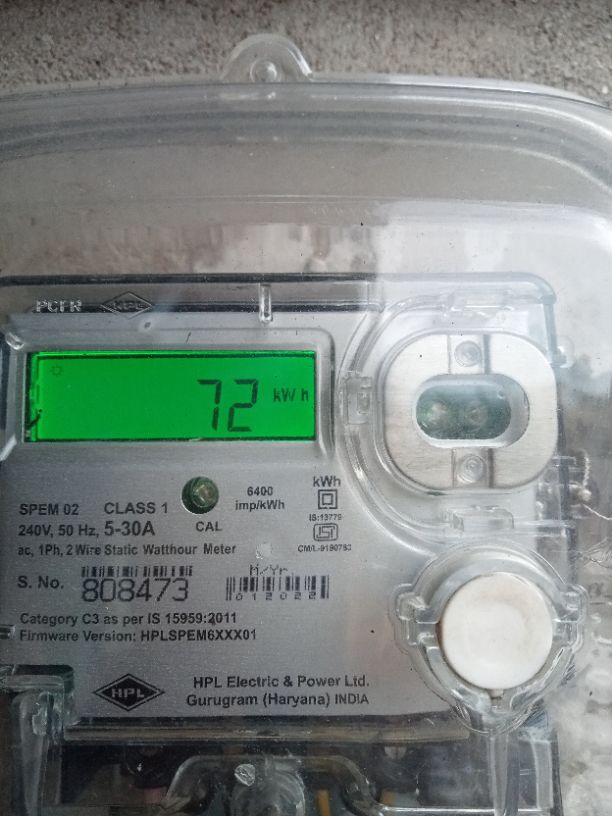 PCFR HPL
72 kWh
SPEM 02 CLASS 1
240V, 50 Hz, 5-30A
ac, 1Ph, 2 Wire Static Watthour Meter
CAL
6400
imp/kWh
kWh
IS:13779
ISI
S. No. 808473
M/Yr
012022
Category C3 as per IS 15959:2011
Firmware Version: HPLSPEM6XXX01
HPL
HPL Electric & Power Ltd.
Gurugram (Haryana) INDIA